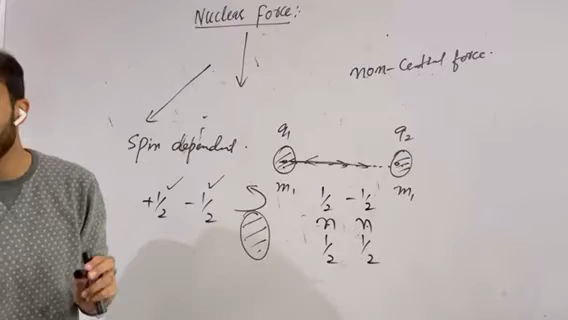 Nuclear force:
non-Central force.
Spin dependent.
q1 q2
m1 m1
+1/2 -1/2
1/2 -1/2
n n
1/2 1/2